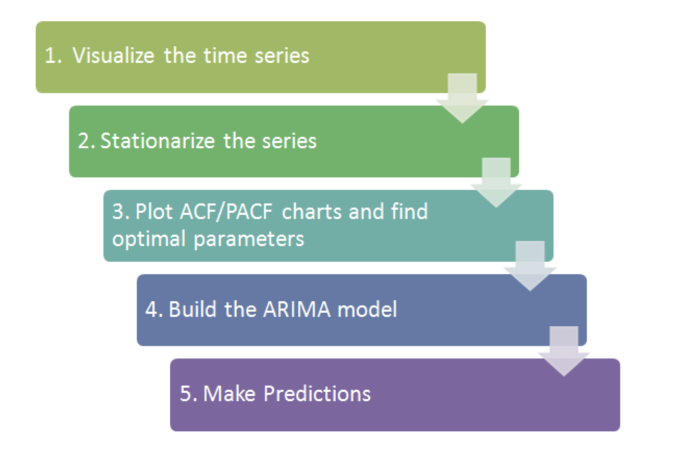 1. Visualize the time series
2. Stationarize the series
3. Plot ACF/PACF charts and find
optimal parameters
4. Build the ARIMA model
5. Make Predictions